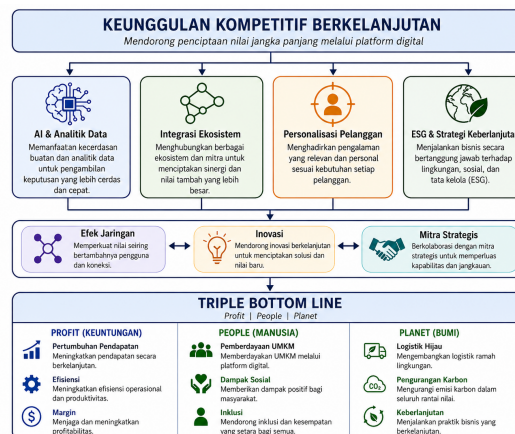 KEUNGGULAN KOMPETITIF BERKELANJUTAN
Mendorong penciptaan nilai jangka panjang melalui platform digital
AI & Analitik Data
Memanfaatan kecerdasan
buatan dan analitik data
untuk pengambilan
keputusan yang lebih cerdas
dan cepat.
Integrasi Ekosistem
Menghubungkan berbagai
ekosistem dan mitra untuk
menciptakan sinergi dan
nilai tambah yang lebih
besar.
Personalisasi Pelanggan
Menghadirkan pengalaman
yang relevan dan personal
sesuai kebutuhan setiap
pelanggan.
ESG & Strategi Keberlanjuta
Menjalankan bisnis secara
bertanggung jawab terhadap
lingkungan, sosial, dan
tata kelola (ESG).
Efek Jaringan
Memperkuat nilai seiring
bertambahnya pengguna
dan koneksi.
Inovasi
Mendorong inovasi berkelanjutan
untuk menciptakan solusi dan
nilai baru.
Mitra Strategis
Berkolaborasi dengan mitra
strategis untuk memperluas
kapabilitas dan jangkauan.
TRIPLE BOTTOM LINE
Profit | People | Planet
PROFIT (KEUNTUNGAN)
Pertumbuhan Pendapatan
Meningkatkan pendapatan secara
berkelanjutan.
Efisiensi
Meningkatkan efisiensi operasional
dan produktivitas.
$
Margin
Menjaga dan meningkatkan
profitabilitas.
PEOPLE (MANUSIA)
Pemberdayaan UMKM
Memberdayakan UMKM melalui
platform digital.
Dampak Sosial
Memberikan dampak positif bagi
masyarakat.
Inklusi
Mendorong inklusi dan kesempatan
yang setara bagi semua.
PLANET (BUMI)
Logistik Hijau
Mengembangkan logistik ramah
lingkungan.
CO₂
Pengurangan Karbon
Mengurangi emisi karbon dalam
seluruh rantai nilai.
Keberlanjutan
Menjalankan praktik bisnis yang
berkelanjutan.